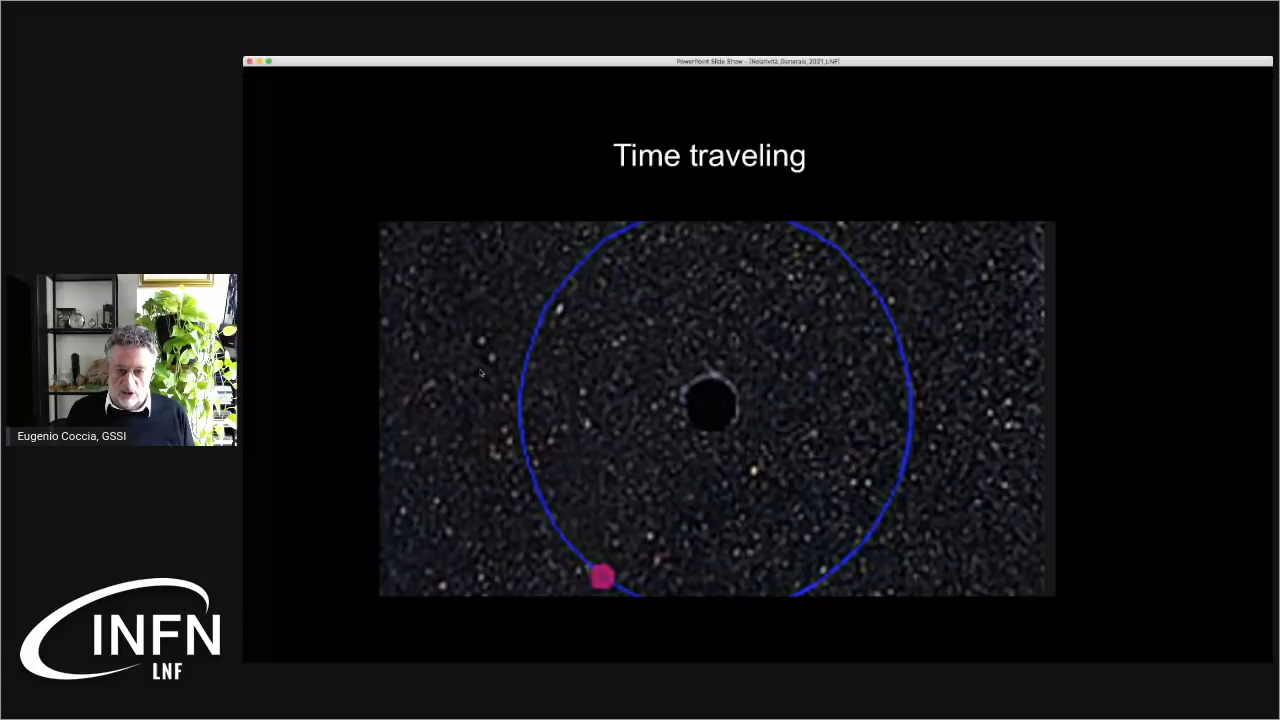 PowerPoint Slide Show - [Relatività_Generale_2021_LNF]
Time traveling
Eugenio Coccia, GSSI
INFN
LNF